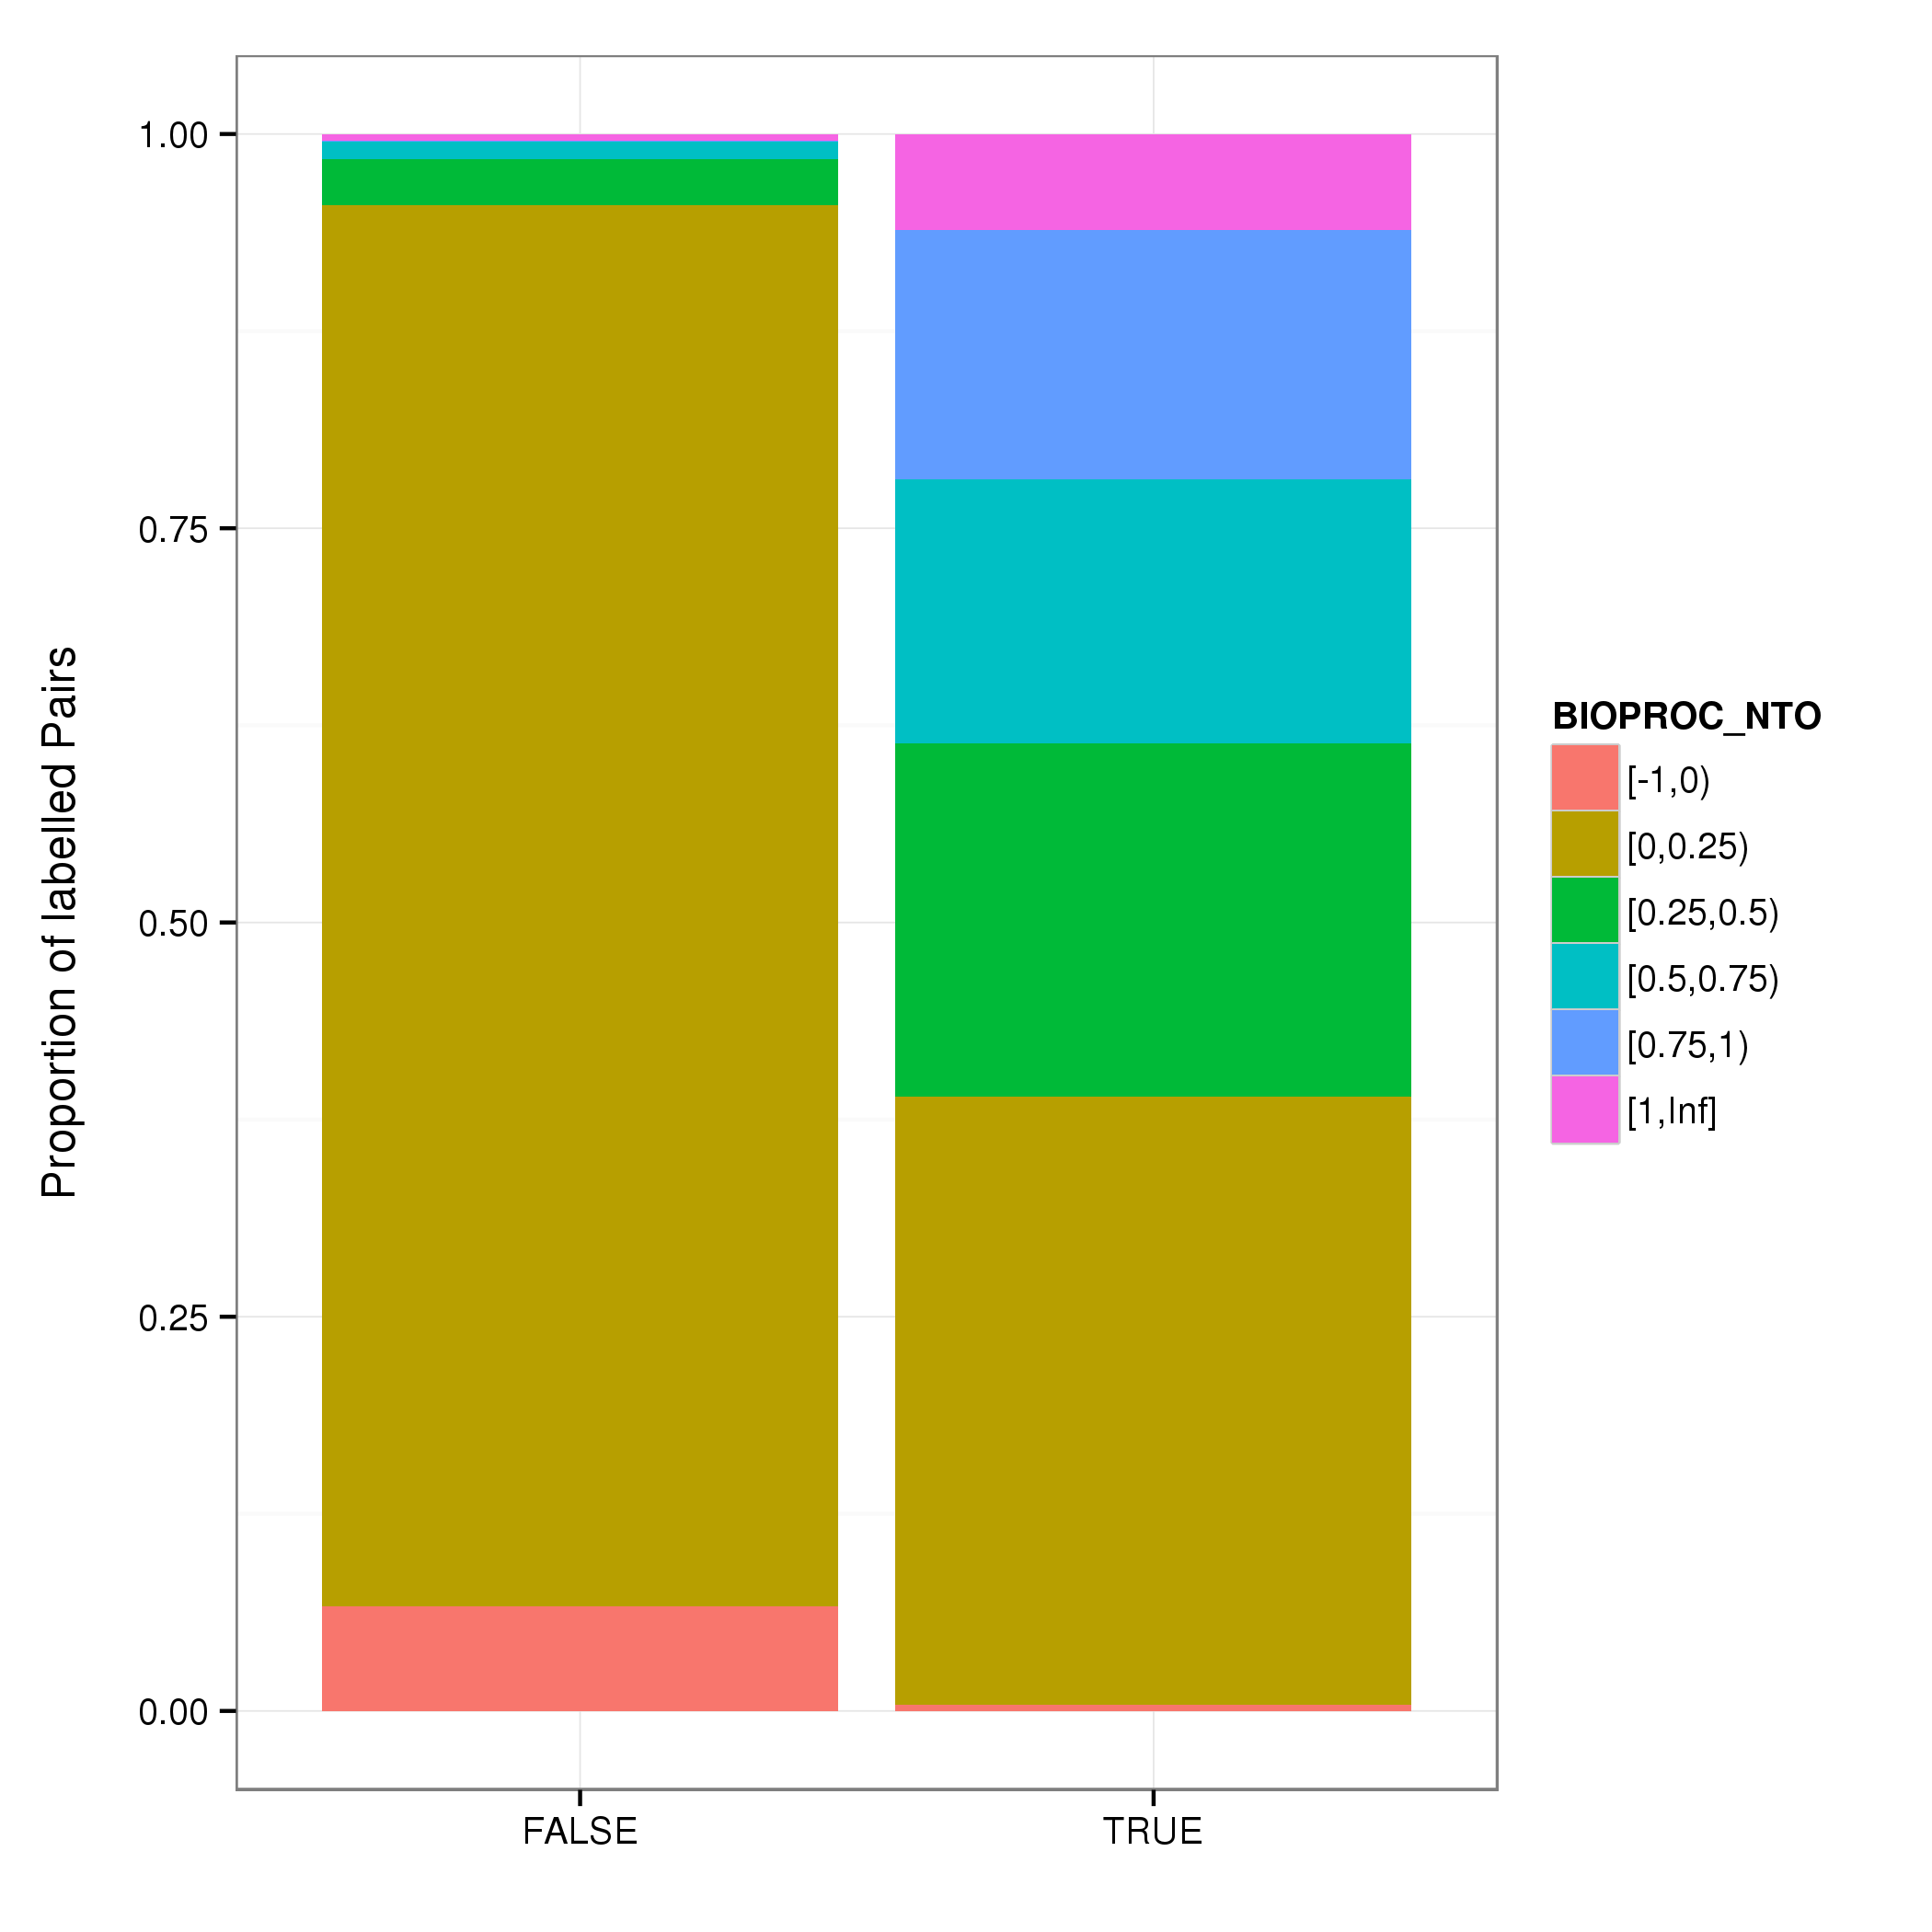 Proportion of labelled Pairs
1.00
0.75
0.50
0.25
0.00
FALSE
TRUE
BIOPROC_NTO
[-1,0)
[0,0.25)
[0.25,0.5)
[0.5,0.75)
[0.75,1)
[1,Inf]